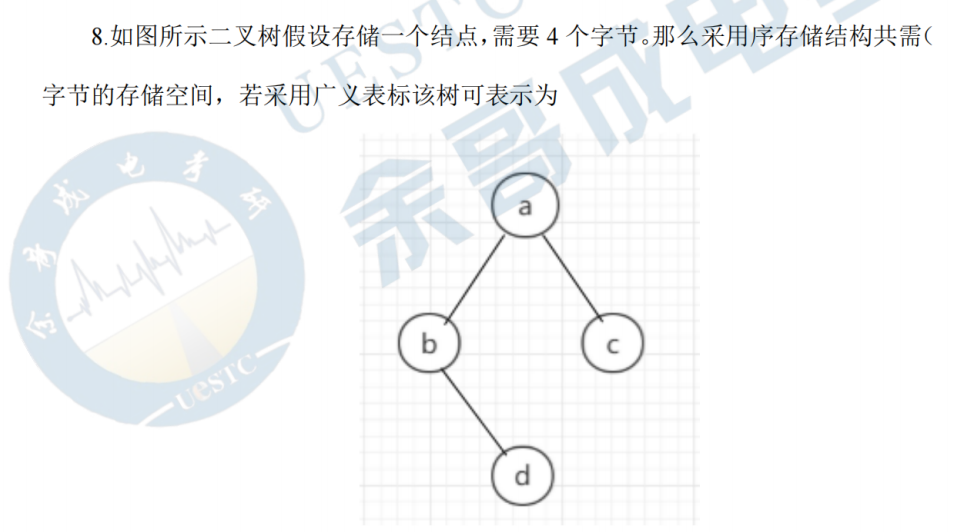 8.如图所示二叉树假设存储一个结点，需要 4 个字节。那么采用序存储结构共需（
字节的存储空间，若采用广义表标该树可表示为
余哥成电考研
余哥成电考研
UESTC
UESTC
a
b
c
d